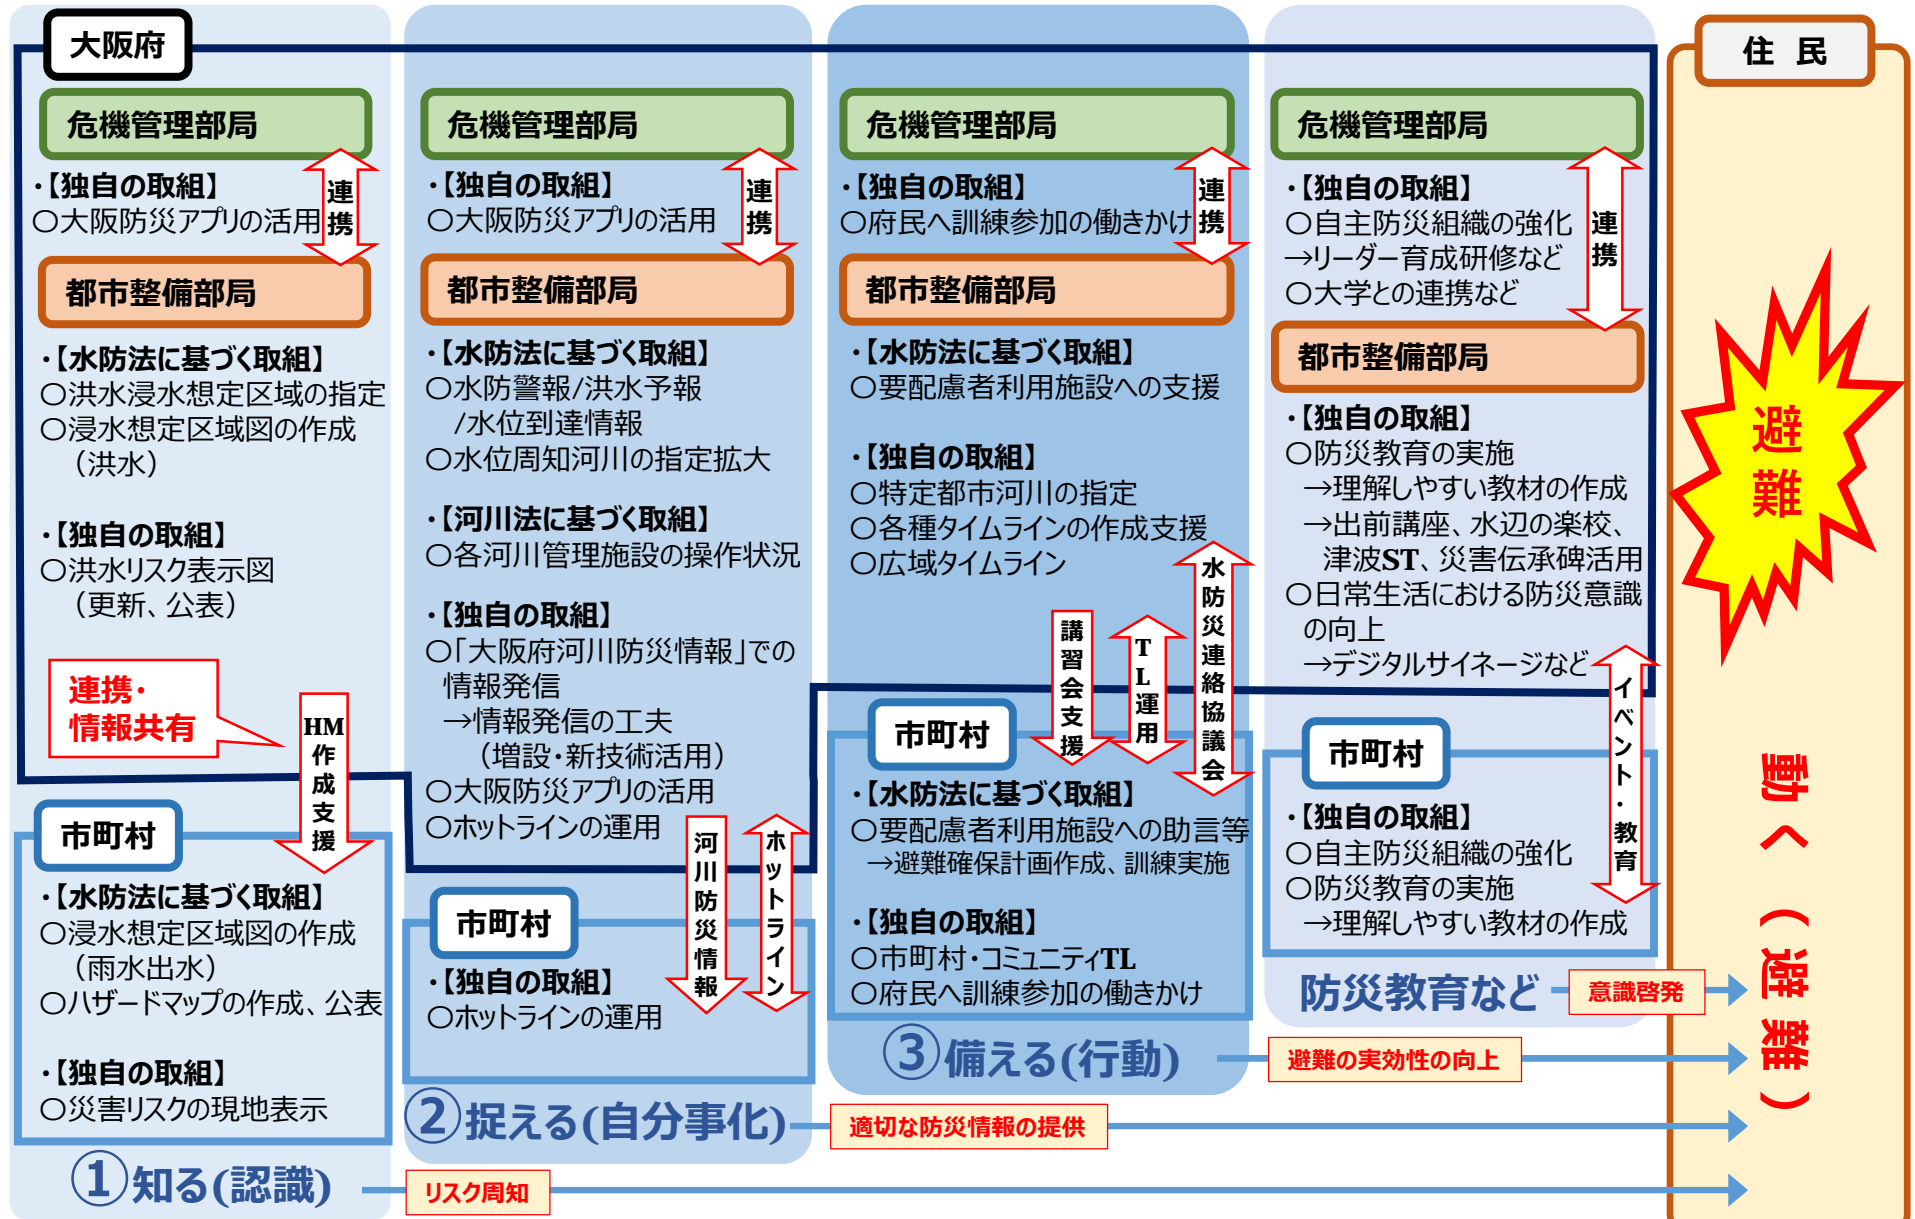 大阪府
危機管理部局
・【独自の取組】
〇大阪防災アプリの活用
連携
都市整備部局
・【水防法に基づく取組】
〇洪水浸水想定区域の指定
〇浸水想定区域図の作成
（洪水）
・【独自の取組】
〇洪水リスク表示図
（更新、公表）
連携・
情報共有
HM作成支援
市町村
・【水防法に基づく取組】
〇浸水想定区域図の作成
（雨水出水）
〇ハザードマップの作成、公表
・【独自の取組】
〇災害リスクの現地表示
①知る(認識)
リスク周知
危機管理部局
・【独自の取組】
〇大阪防災アプリの活用
連携
都市整備部局
・【水防法に基づく取組】
〇水防警報/洪水予報
/水位到達情報
〇水位周知河川の指定拡大
・【河川法に基づく取組】
〇各河川管理施設の操作状況
・【独自の取組】
〇「大阪府河川防災情報」での
情報発信
→情報発信の工夫
（増設・新技術活用）
〇大阪防災アプリの活用
〇ホットラインの運用
河川防災情報
ホットライン
市町村
・【独自の取組】
〇ホットラインの運用
②捉える(自分事化)
適切な防災情報の提供
危機管理部局
・【独自の取組】
〇府民へ訓練参加の働きかけ
連携
都市整備部局
・【水防法に基づく取組】
〇要配慮者利用施設への支援
・【独自の取組】
〇特定都市河川の指定
〇各種タイムラインの作成支援
〇広域タイムライン
講習会支援
TL運用
水防災連絡協議会
市町村
・【水防法に基づく取組】
〇要配慮者利用施設への助言等
→避難確保計画作成、訓練実施
・【独自の取組】
〇市町村・コミュニティTL
〇府民へ訓練参加の働きかけ
③備える(行動)
避難の実効性の向上
危機管理部局
・【独自の取組】
〇自主防災組織の強化
→リーダー育成研修など
〇大学との連携など
連携
都市整備部局
・【独自の取組】
〇防災教育の実施
→理解しやすい教材の作成
→出前講座、水辺の楽校、
津波ST、災害伝承碑活用
〇日常生活における防災意識
の向上
→デジタルサイネージなど
イベント・教育
市町村
・【独自の取組】
〇自主防災組織の強化
〇防災教育の実施
→理解しやすい教材の作成
防災教育など
意識啓発
住 民
避難
動く（避難）